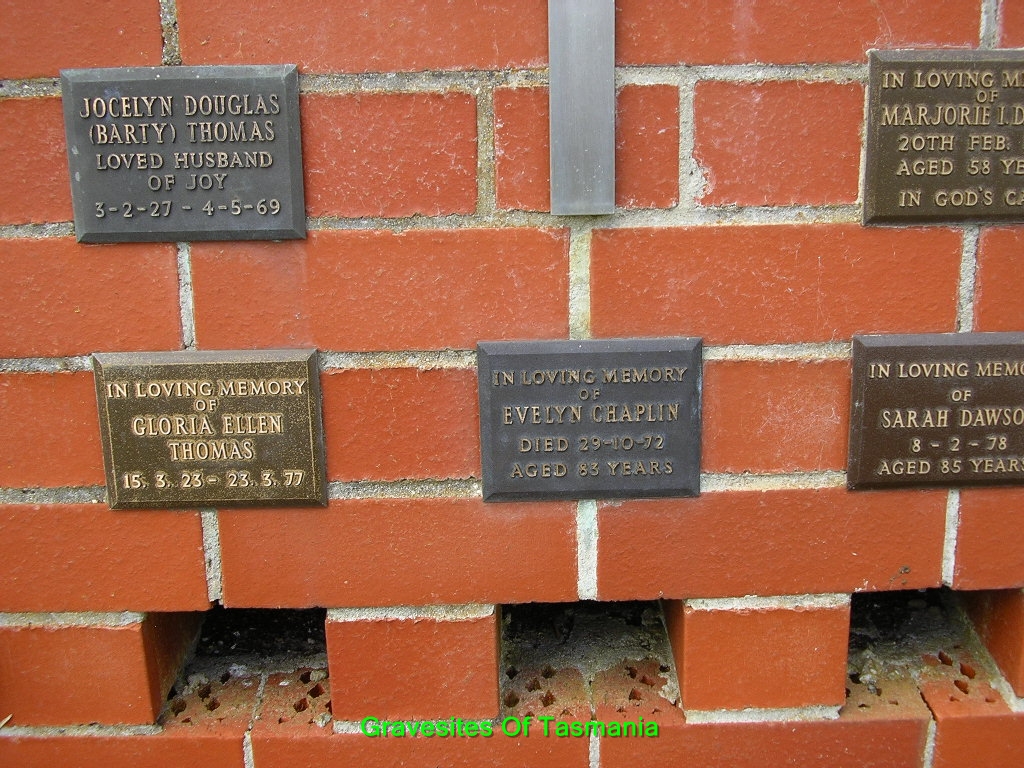 JOCELYN DOUGLAS
(BARTY) THOMAS
LOVED HUSBAND
OF JOY
3-2-27 - 4-5-69
IN LOVING
OF
MARJORIE I.
20TH FEB.
AGED 58
IN GOD'S
IN LOVING MEMORY
OF
GLORIA ELLEN
THOMAS
15. 3. 23 - 23. 3. 77
IN LOVING MEMORY
OF
EVELYN CHAPLIN
DIED 29-10-72
AGED 83 YEARS
IN LOVING
OF
SARAH
8 - 2 - 78
AGED 85 YEARS
Gravesites Of Tasmania